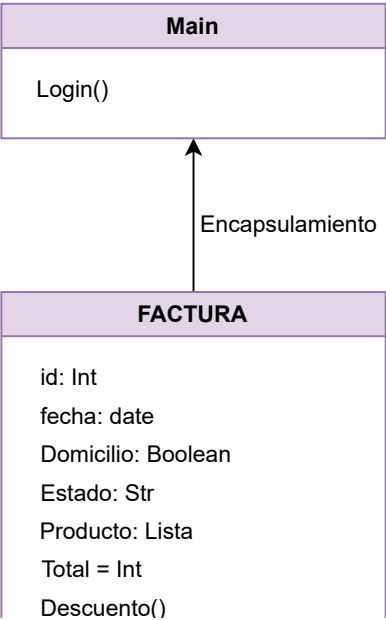 Main
Login()
Encapsulamiento
FACTURA
id: Int
fecha: date
Domicilio: Boolean
Estado: Str
Producto: Lista
Total = Int
Descuento()